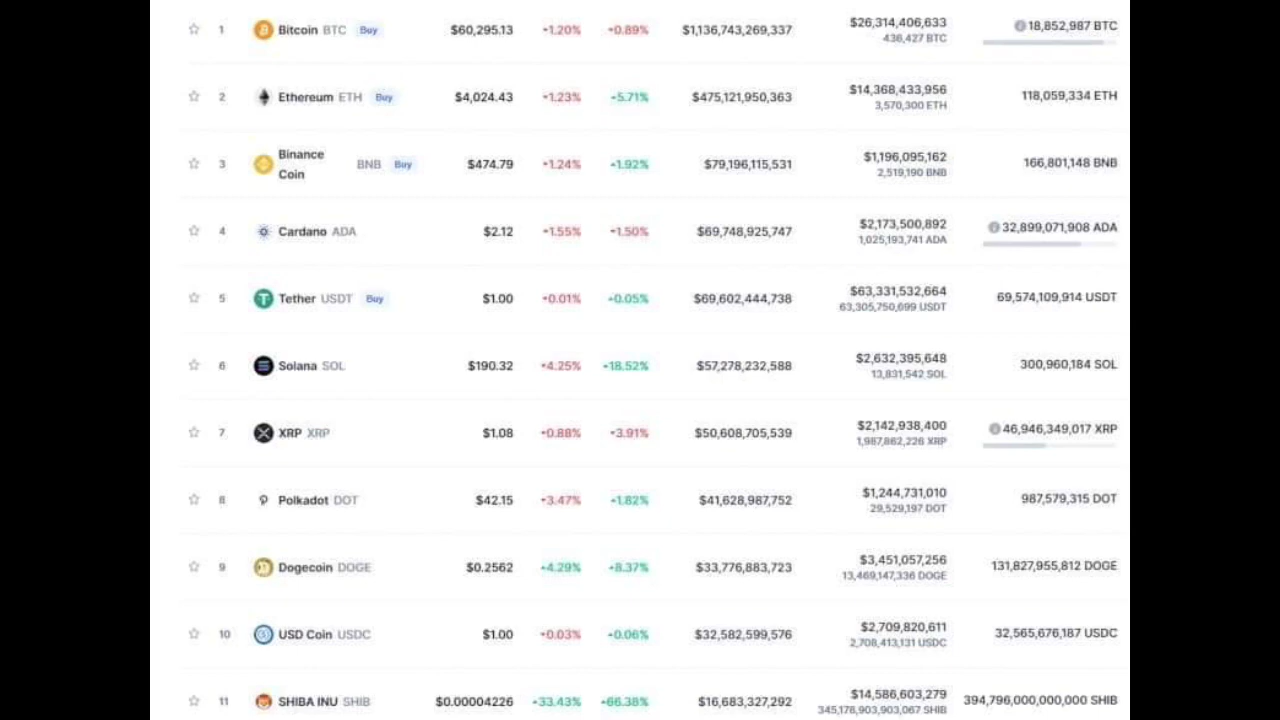 1 Bitcoin BTC Buy $60,295.13 1.20% 0.89% $1,136,743,269,337 $26,314,406,633 18,852,987 BTC
436,427 BTC
2 Ethereum ETH Buy $4,024.43 1.23% 5.71% $475,121,950,363 $14,368,433,956 118,059,334 ETH
3,570,300 ETH
3 Binance Coin BNB Buy $474.79 1.24% 1.92% $79,196,115,531 $1,196,095,162 166,801,148 BNB
2,519,190 BNB
4 Cardano ADA $2.12 1.55% 1.50% $69,748,925,747 $2,173,500,892 32,899,071,908 ADA
1,025,193,741 ADA
5 Tether USDT Buy $1.00 0.01% 0.05% $69,602,444,738 $63,331,532,664 69,574,109,914 USDT
63,305,750,699 USDT
6 Solana SOL $190.32 4.25% 18.52% $57,278,232,588 $2,632,395,648 300,960,184 SOL
13,831,542 SOL
7 XRP XRP $1.08 0.88% 3.91% $50,608,705,539 $2,142,938,400 46,946,349,017 XRP
1,987,862,226 XRP
8 Polkadot DOT $42.15 3.47% 1.82% $41,628,987,752 $1,244,731,010 987,579,315 DOT
29,529,197 DOT
9 Dogecoin DOGE $0.2562 4.29% 8.37% $33,776,883,723 $3,451,057,256 131,827,955,812 DOGE
13,469,147,336 DOGE
10 USD Coin USDC $1.00 0.03% 0.06% $32,582,599,576 $2,709,820,611 32,565,676,187 USDC
2,708,413,131 USDC
11 SHIBA INU SHIB $0.00004226 33.43% 66.38% $16,683,327,292 $14,586,603,279 394,796,000,000,000 SHIB
345,178,903,903,067 SHIB